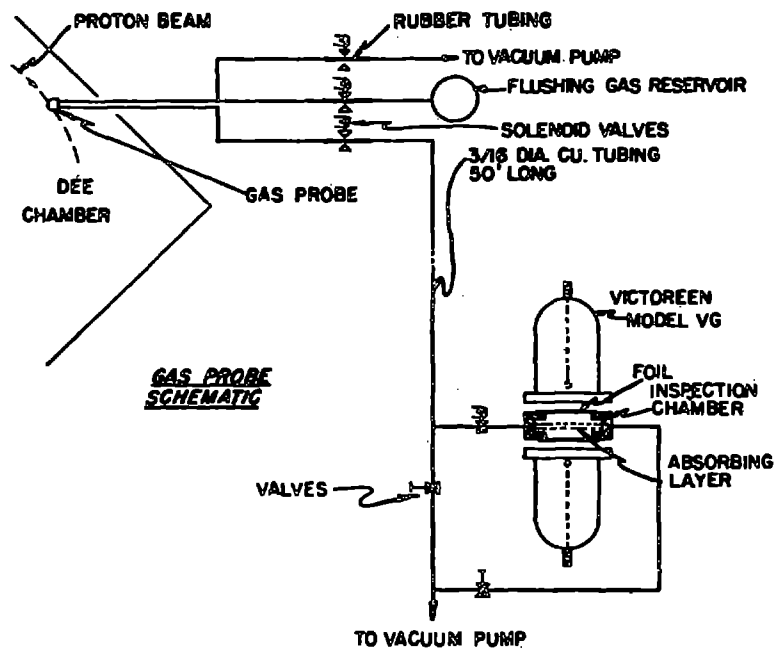 PROTON BEAM
RUBBER TUBING
TO VACUUM PUMP
FLUSHING GAS RESERVOIR
SOLENOID VALVES
3/16 DIA. CU. TUBING
50' LONG
DEE
CHAMBER
GAS PROBE
VICTOREEN
MODEL VG
GAS PROBE
SCHEMATIC
FOIL
INSPECTION
CHAMBER
ABSORBING
LAYER
VALVES
TO VACUUM PUMP